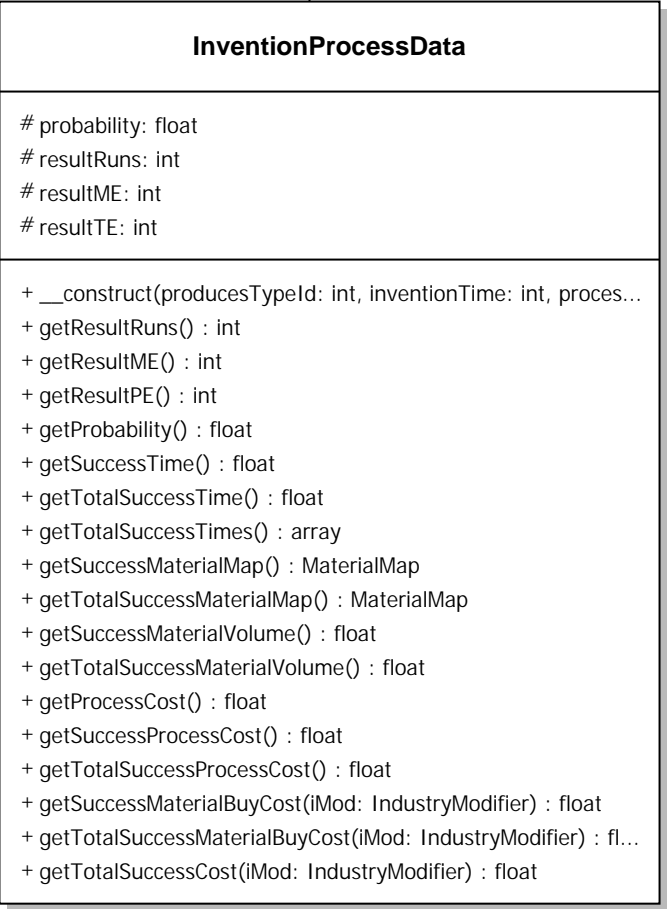 InventionProcessData
# probability: float
# resultRuns: int
# resultME: int
# resultTE: int
+ __construct(producesTypeId: int, inventionTime: int, proces...
+ getResultRuns() : int
+ getResultME() : int
+ getResultPE() : int
+ getProbability() : float
+ getSuccessTime() : float
+ getTotalSuccessTime() : float
+ getTotalSuccessTimes() : array
+ getSuccessMaterialMap() : MaterialMap
+ getTotalSuccessMaterialMap() : MaterialMap
+ getSuccessMaterialVolume() : float
+ getTotalSuccessMaterialVolume() : float
+ getProcessCost() : float
+ getSuccessProcessCost() : float
+ getTotalSuccessProcessCost() : float
+ getSuccessMaterialBuyCost(iMod: IndustryModifier) : float
+ getTotalSuccessMaterialBuyCost(iMod: IndustryModifier) : fl...
+ getTotalSuccessCost(iMod: IndustryModifier) : float